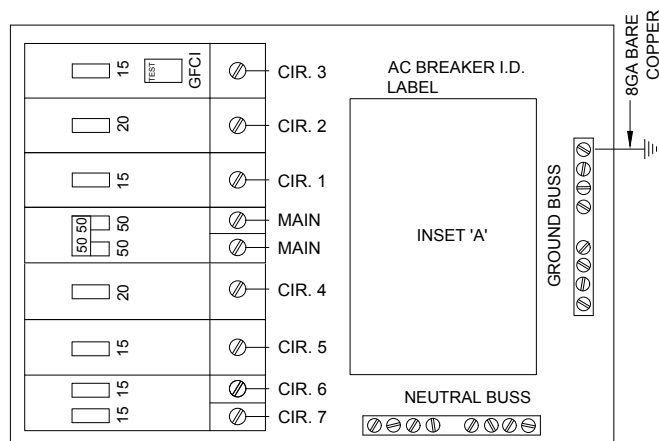 15
TEST
GFCI
CIR. 3
20
CIR. 2
15
CIR. 1
50 50
50
MAIN
50
MAIN
20
CIR. 4
15
CIR. 5
15
CIR. 6
15
CIR. 7
AC BREAKER I.D.
LABEL
INSET 'A'
GROUND BUSS
8GA BARE
COPPER
NEUTRAL BUSS